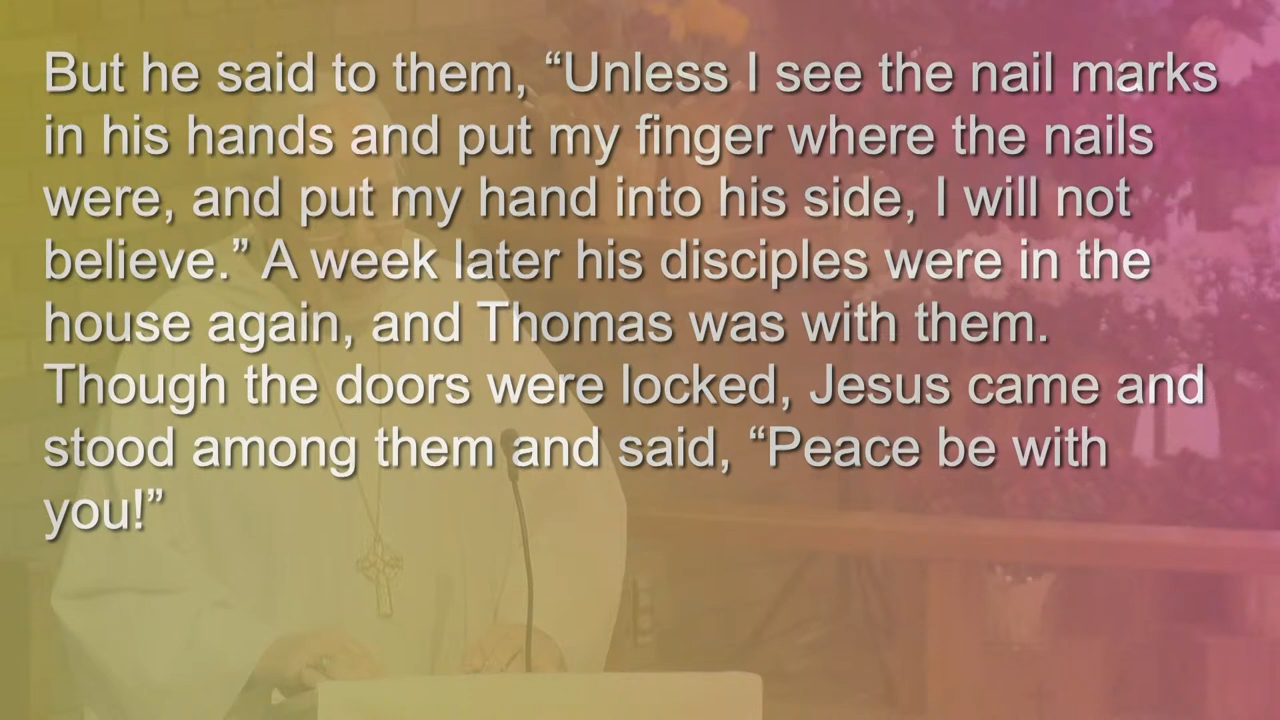 But he said to them, “Unless I see the nail marks
in his hands and put my finger where the nails
were, and put my hand into his side, I will not
believe.” A week later his disciples were in the
house again, and Thomas was with them.
Though the doors were locked, Jesus came and
stood among them and said, “Peace be with
you!”